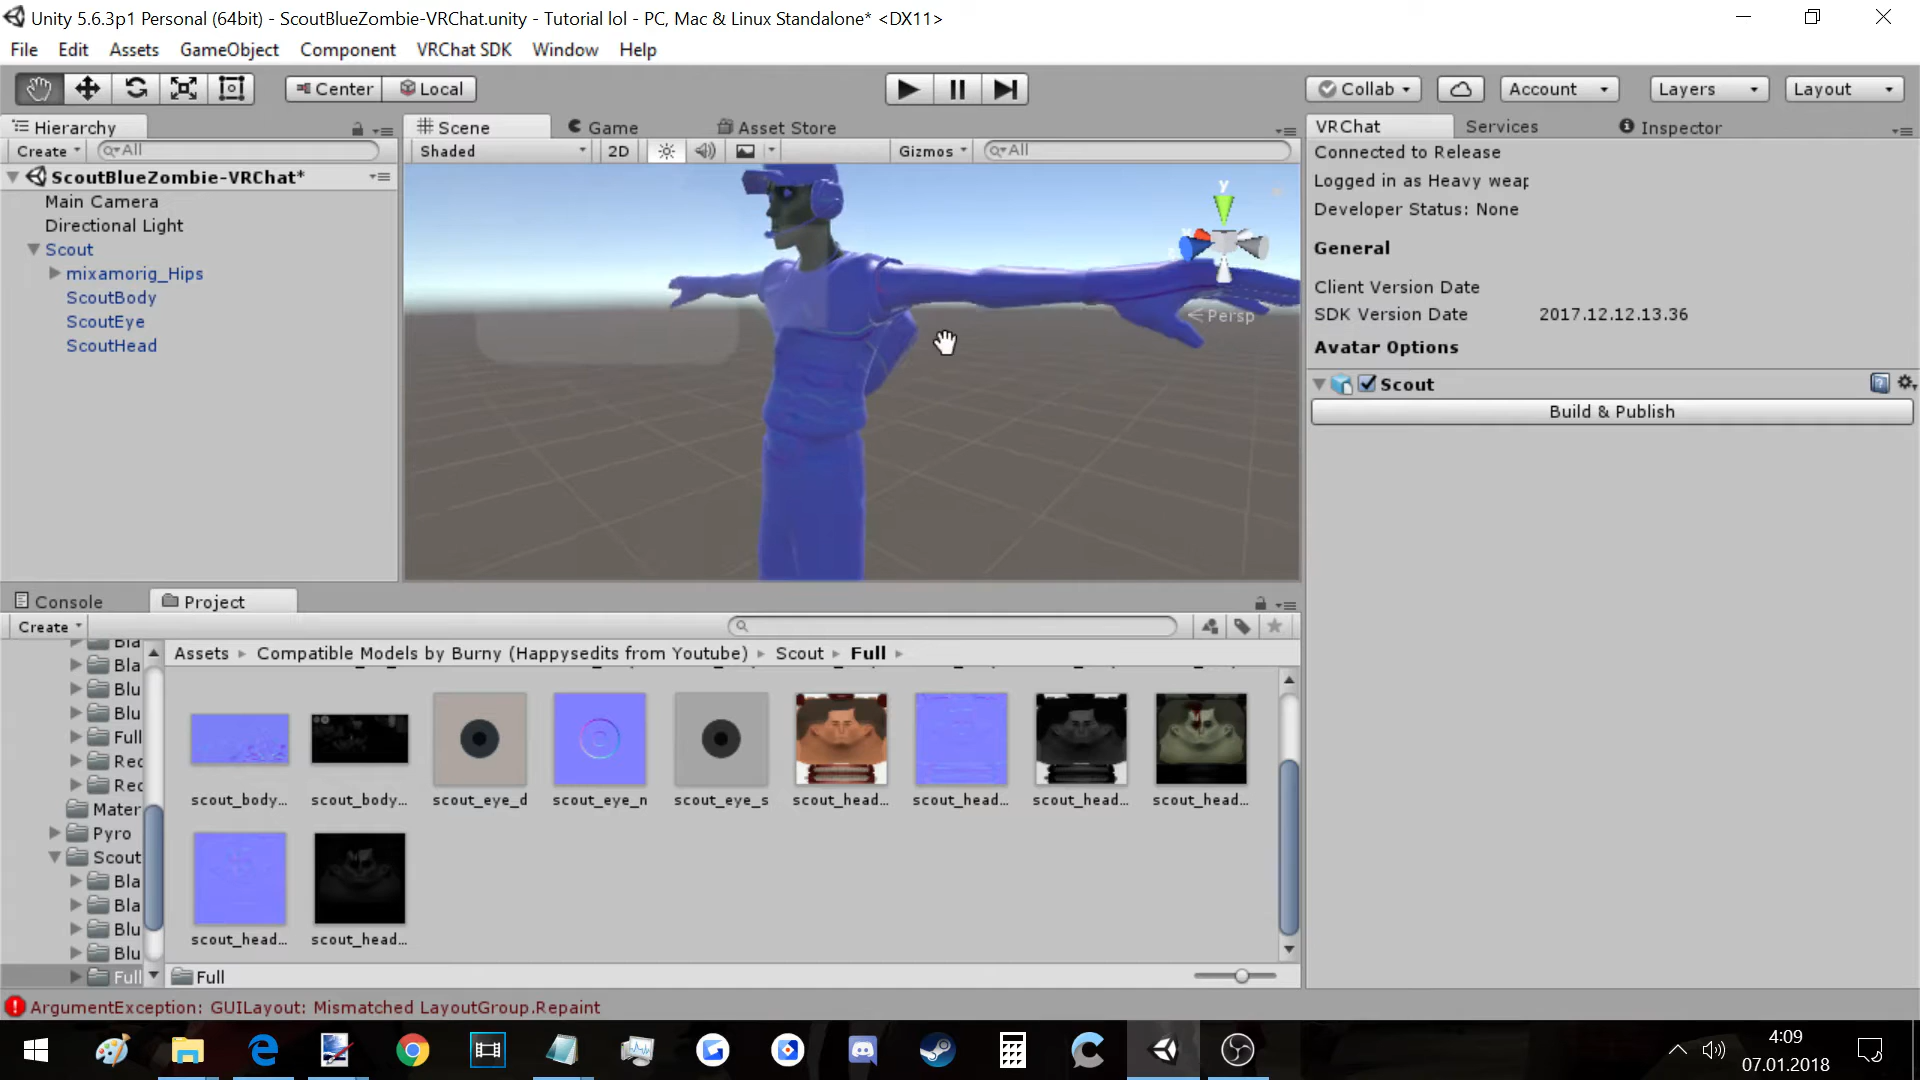 Unity 5.6.3p1 Personal (64bit) - ScoutBlueZombie-VRChat.unity - Tutorial lol - PC, Mac & Linux Standalone* <DX11>
File Edit Assets GameObject Component VRChat SDK Window Help
Center Local Collab Account Layers Layout
Hierarchy Scene Game Asset Store VRChat Services Inspector
Create All Shaded 2D Gizmos All Connected to Release
ScoutBlueZombie-VRChat*
Main Camera
Directional Light
Scout
mixamorig_Hips
ScoutBody
ScoutEye
ScoutHead
y
Persp
Logged in as Heavy weap
Developer Status: None
General
Client Version Date
SDK Version Date 2017.12.12.13.36
Avatar Options
Scout
Build & Publish
Console Project
Create
Assets Compatible Models by Burny (Happysedits from Youtube) Scout Full
Bla
Bla
Blu
Blu
Full
Rec
Rec
Mater
Pyro
Scout
Bla
Bla
Blu
Blu
Full
scout_body... scout_body... scout_eye_d scout_eye_n scout_eye_s scout_head... scout_head... scout_head... scout_head...
scout_head... scout_head...
Full
ArgumentException: GUILayout: Mismatched LayoutGroup.Repaint
4:09
07.01.2018